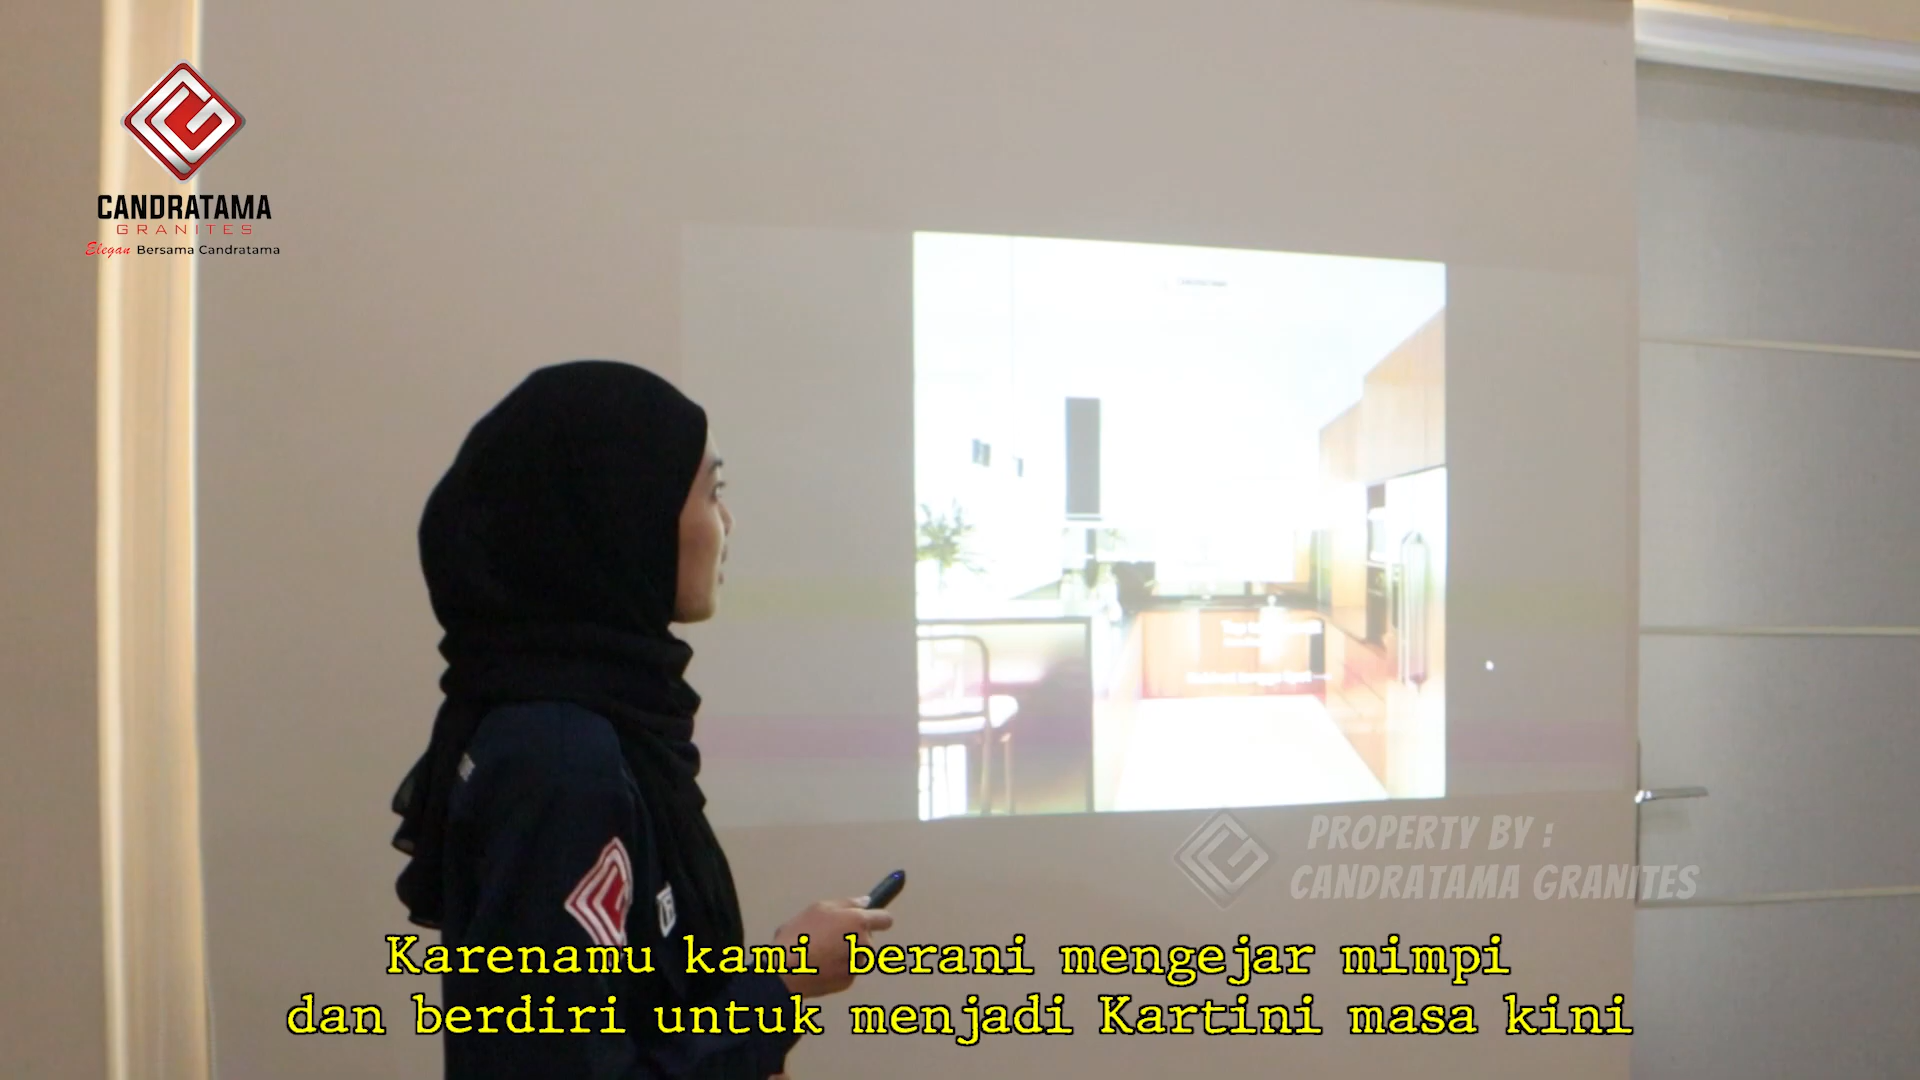 CANDRATAMA
GRANITES
Elegan Bersama Candratama
PROPERTY BY :
CANDRATAMA GRANITES
Karenamu kami berani mengejar mimpi
dan berdiri untuk menjadi Kartini masa kini